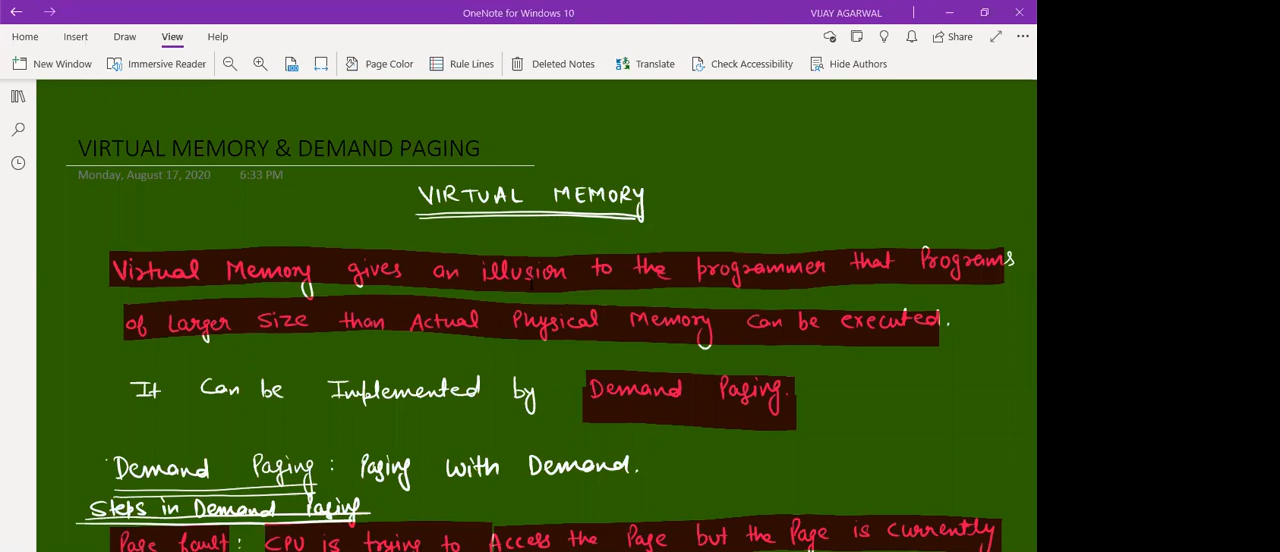 OneNote for Windows 10
VIJAY AGARWAL
Home Insert Draw View Help
Share
New Window Immersive Reader Page Color Rule Lines Deleted Notes Translate Check Accessibility Hide Authors
VIRTUAL MEMORY & DEMAND PAGING
Monday, August 17, 2020 6:33 PM
VIRTUAL MEMORY
Virtual Memory gives an illusion to the programmer that Programs
of Larger Size than Actual Physical Memory can be executed.
It Can be Implemented by Demand Paging.
Demand Paging: Paging with Demand.
Steps in Demand Paging
Page fault: CPU is trying to Access the Page but the Page is currently